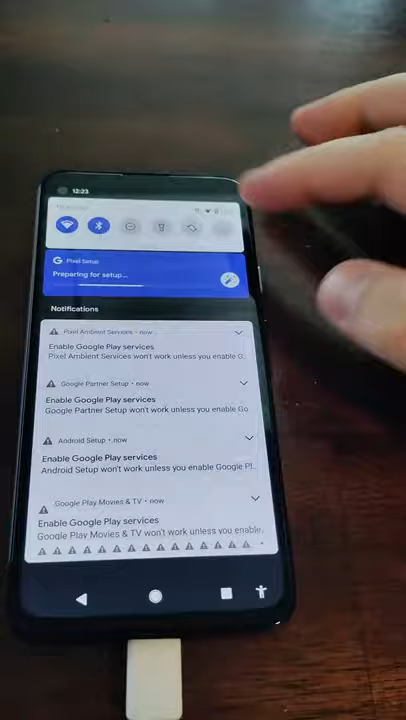 12:23
G Pixel Setup
Preparing for setup...
Notifications
Pixel Ambient Services • now
Enable Google Play services
Pixel Ambient Services won't work unless you enable G..
Google Partner Setup • now
Enable Google Play services
Google Partner Setup won't work unless you enable Go
Android Setup • now
Enable Google Play services
Android Setup won't work unless you enable Google Pl..
Google Play Movies & TV • now
Enable Google Play services
Google Play Movies & TV won't work unless you enable..